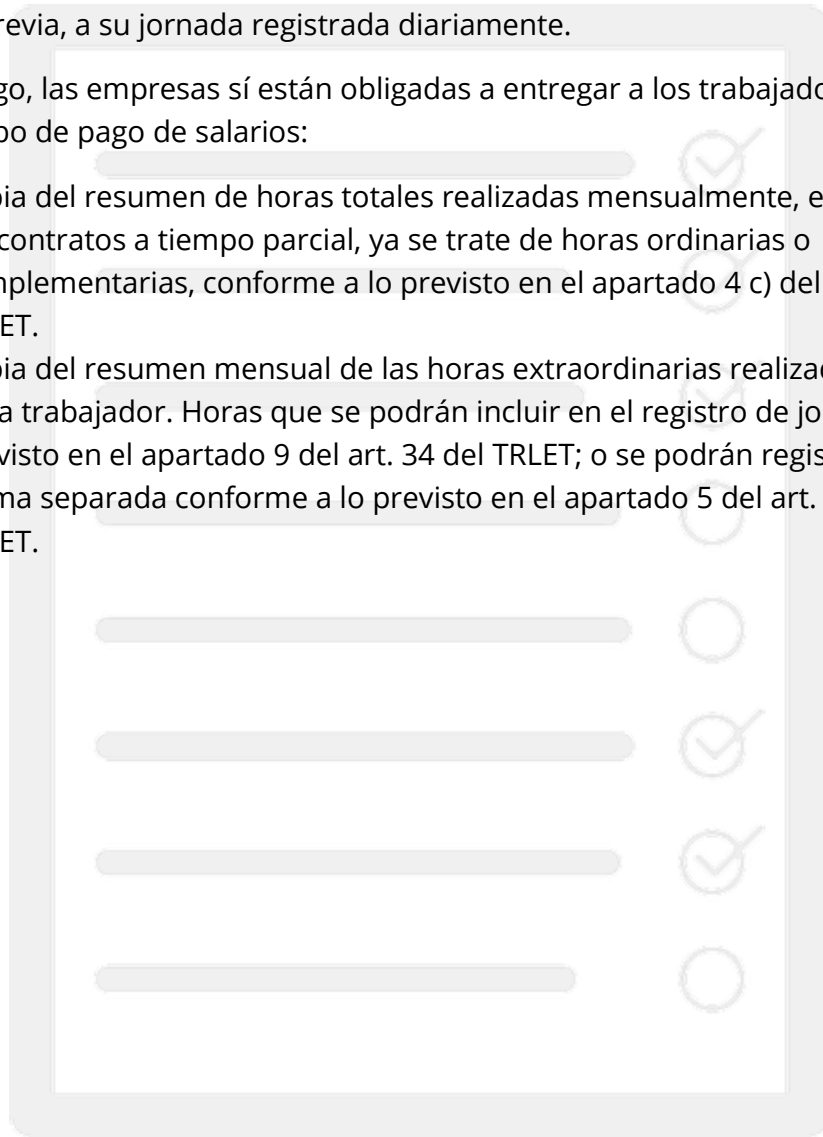 revia, a su jornada registrada diariamente.
go, las empresas sí están obligadas a entregar a los trabajado
po de pago de salarios:
pia del resumen de horas totales realizadas mensualmente, e
contratos a tiempo parcial, ya se trate de horas ordinarias o
mplementarias, conforme a lo previsto en el apartado 4 c) del
ET.
pia del resumen mensual de las horas extraordinarias realizad
a trabajador. Horas que se podrán incluir en el registro de jo
visto en el apartado 9 del art. 34 del TRLET; o se podrán regis
ma separada conforme a lo previsto en el apartado 5 del art.
ET.